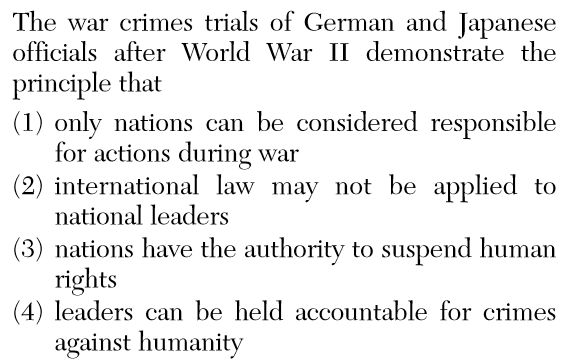 The war crimes trials of German and Japanese
officials after World War II demonstrate the
principle that
(1) only nations can be considered responsible
for actions during war
(2) international law may not be applied to
national leaders
(3) nations have the authority to suspend human
rights
(4) leaders can be held accountable for crimes
against humanity